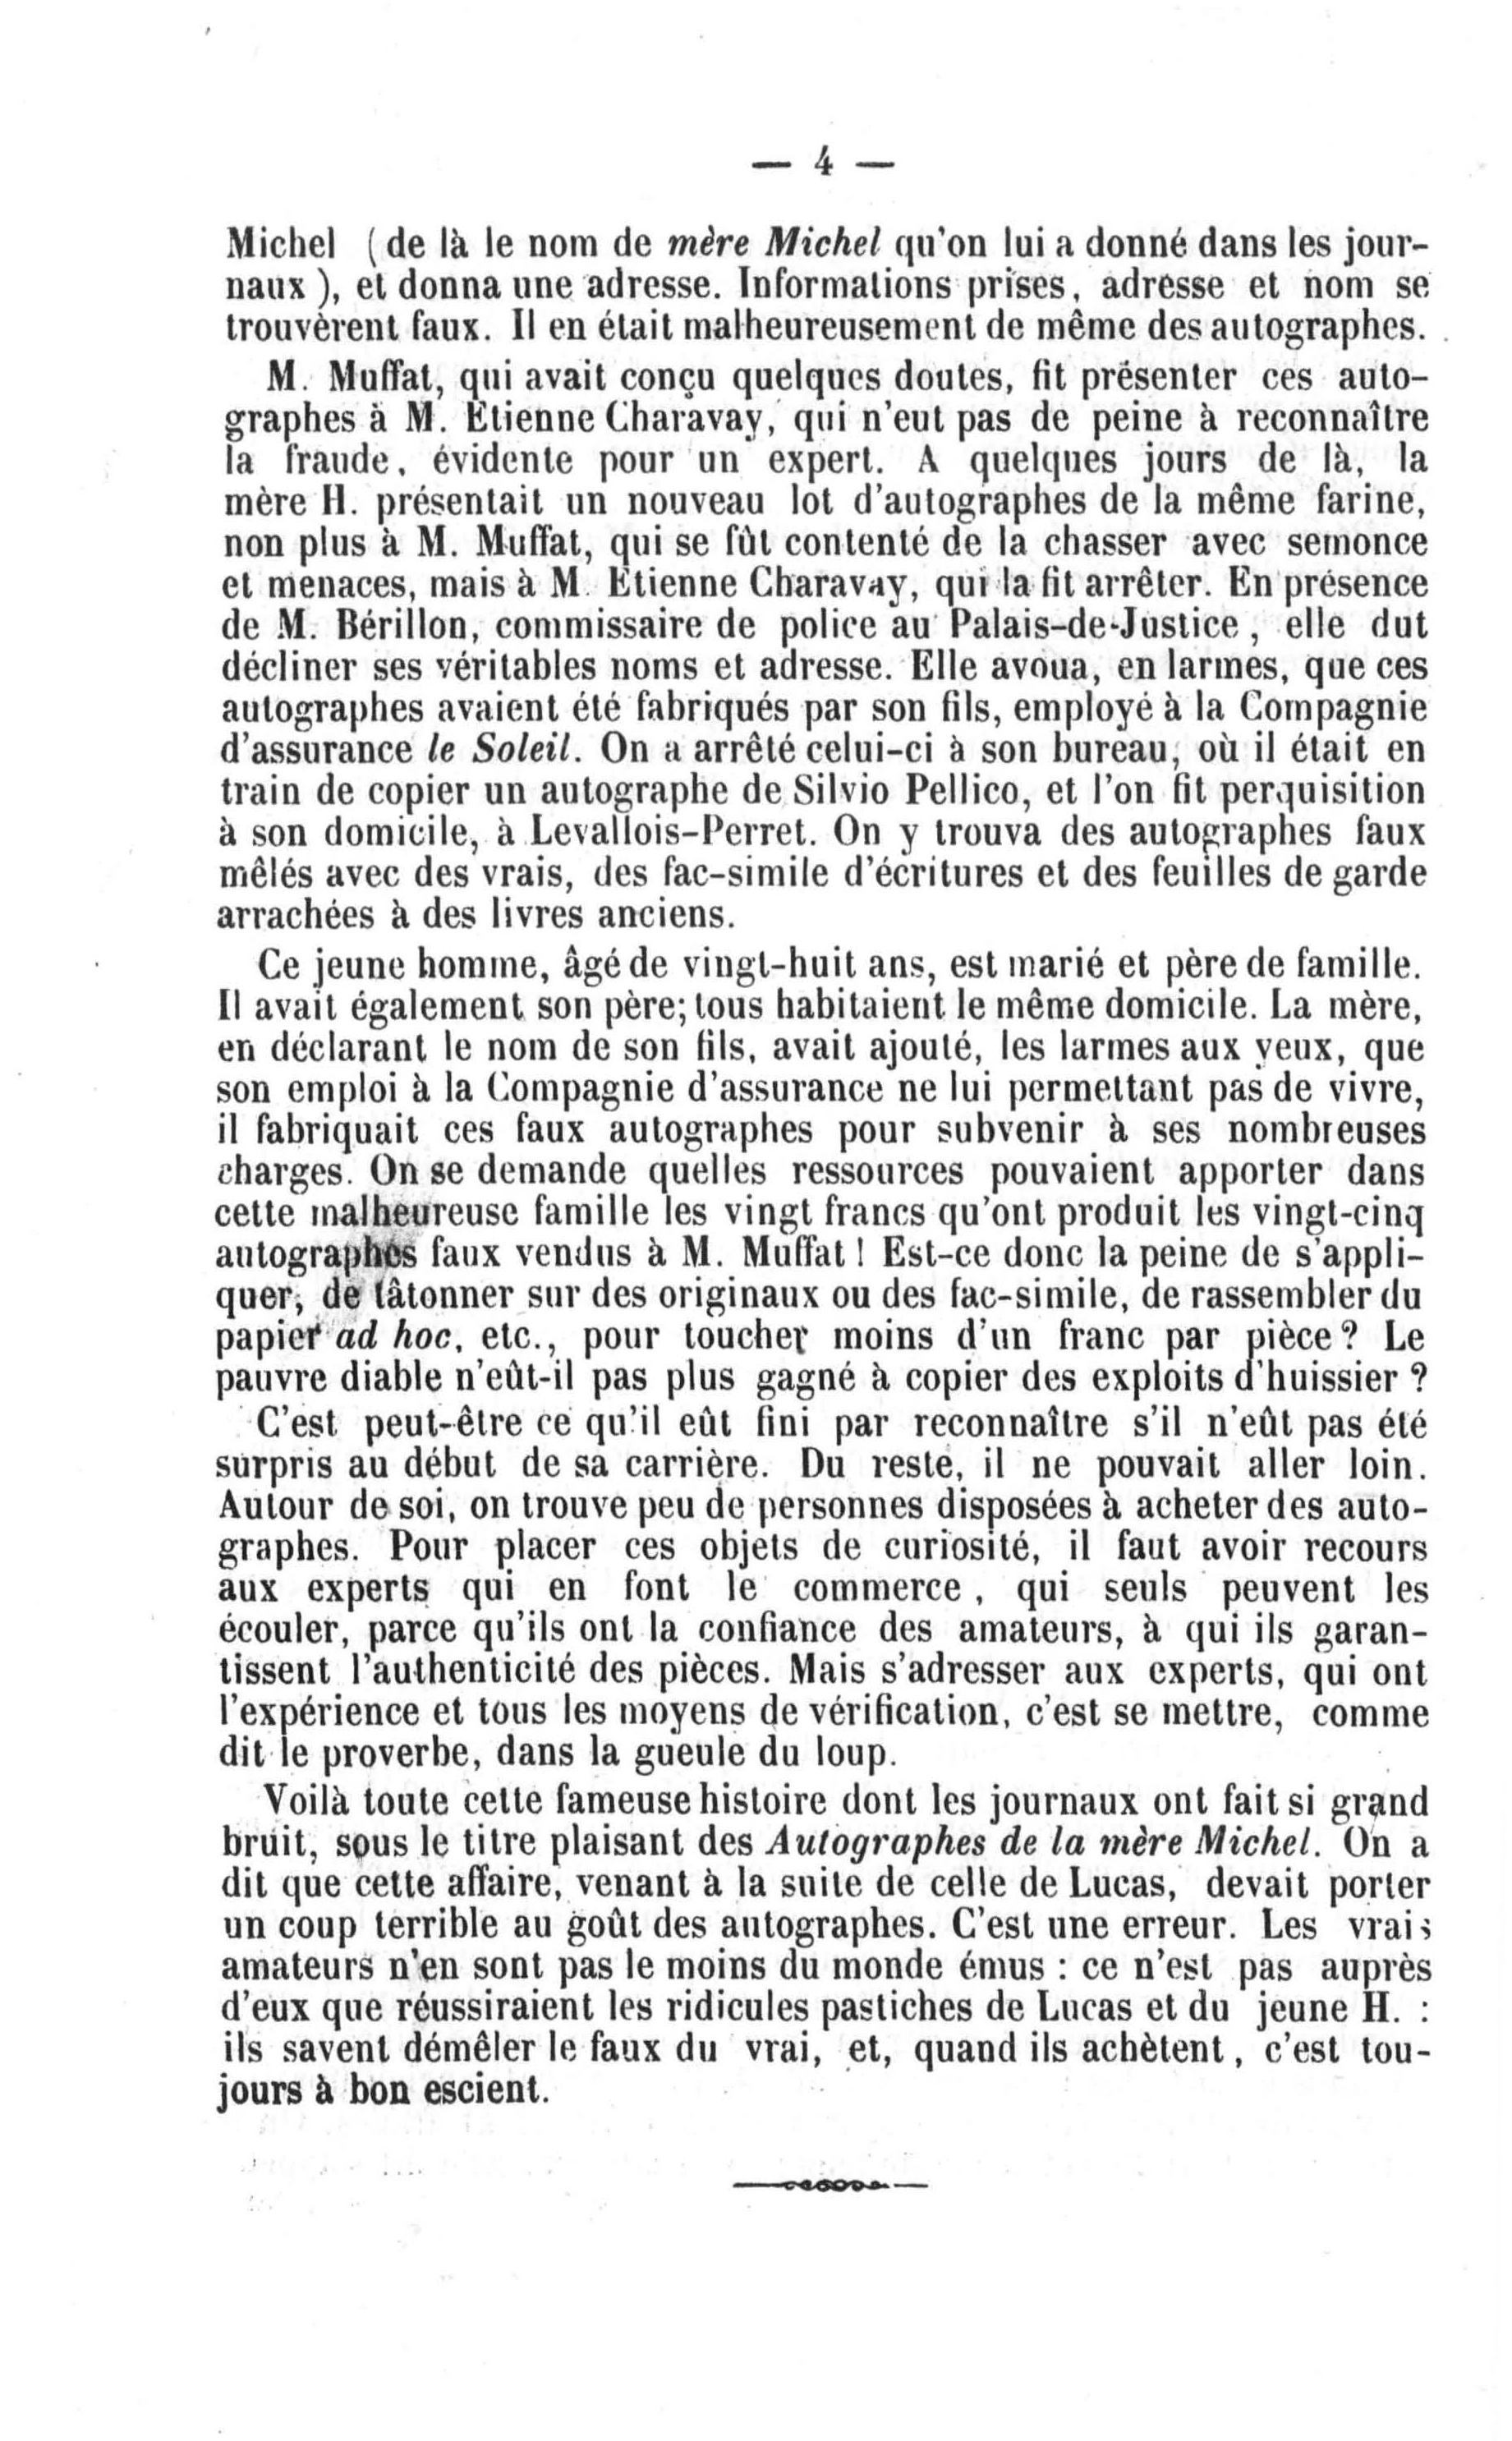 — 4 —
Michel (de là le nom de mère Michel qu'on lui a donné dans les jour-
naux), et donna une adresse. Informations prises, adresse et nom se
trouvèrent faux. Il en était malheureusement de même des autographes.
M. Muffat, qui avait conçu quelques doutes, fit présenter ces auto-
graphes à M. Etienne Charavay, qui n'eut pas de peine à reconnaître
la fraude, évidente pour un expert. A quelques jours de là, la
mère H. présentait un nouveau lot d'autographes de la même farine,
non plus à M. Muffat, qui se fût contenté de la chasser avec semonce
et menaces, mais à M. Etienne Charavay, qui la fit arrêter. En présence
de M. Bérillon, commissaire de police au Palais-de-Justice, elle dut
décliner ses véritables noms et adresse. Elle avoua, en larmes, que ces
autographes avaient été fabriqués par son fils, employé à la Compagnie
d'assurance le Soleil. On a arrêté celui-ci à son bureau, où il était en
train de copier un autographe de Silvio Pellico, et l'on fit perquisition
à son domicile, à Levallois-Perret. On y trouva des autographes faux
mêlés avec des vrais, des fac-simile d'écritures et des feuilles de garde
arrachées à des livres anciens.
Ce jeune homme, âgé de vingt-huit ans, est marié et père de famille.
Il avait également son père; tous habitaient le même domicile. La mère,
en déclarant le nom de son fils, avait ajouté, les larmes aux yeux, que
son emploi à la Compagnie d'assurance ne lui permettant pas de vivre,
il fabriquait ces faux autographes pour subvenir à ses nombreuses
charges. On se demande quelles ressources pouvaient apporter dans
cette malheureuse famille les vingt francs qu'ont produit les vingt-cinq
autographes faux vendus à M. Muffat! Est-ce donc la peine de s'appli-
quer, de tâtonner sur des originaux ou des fac-simile, de rassembler du
papier ad hoc, etc., pour toucher moins d'un franc par pièce? Le
pauvre diable n'eût-il pas plus gagné à copier des exploits d'huissier?
C'est peut-être ce qu'il eût fini par reconnaître s'il n'eût pas été
surpris au début de sa carrière. Du reste, il ne pouvait aller loin.
Autour de soi, on trouve peu de personnes disposées à acheter des auto-
graphes. Pour placer ces objets de curiosité, il faut avoir recours
aux experts qui en font le commerce, qui seuls peuvent les
écouler, parce qu'ils ont la confiance des amateurs, à qui ils garan-
tissent l'authenticité des pièces. Mais s'adresser aux experts, qui ont
l'expérience et tous les moyens de vérification, c'est se mettre, comme
dit le proverbe, dans la gueule du loup.
Voilà toute cette fameuse histoire dont les journaux ont fait si grand
bruit, sous le titre plaisant des Autographes de la mère Michel. On a
dit que cette affaire, venant à la suite de celle de Lucas, devait porter
un coup terrible au goût des autographes. C'est une erreur. Les vrais
amateurs n'en sont pas le moins du monde émus : ce n'est pas auprès
d'eux que réussiraient les ridicules pastiches de Lucas et du jeune H. :
ils savent démêler le faux du vrai, et, quand ils achètent, c'est tou-
jours à bon escient.